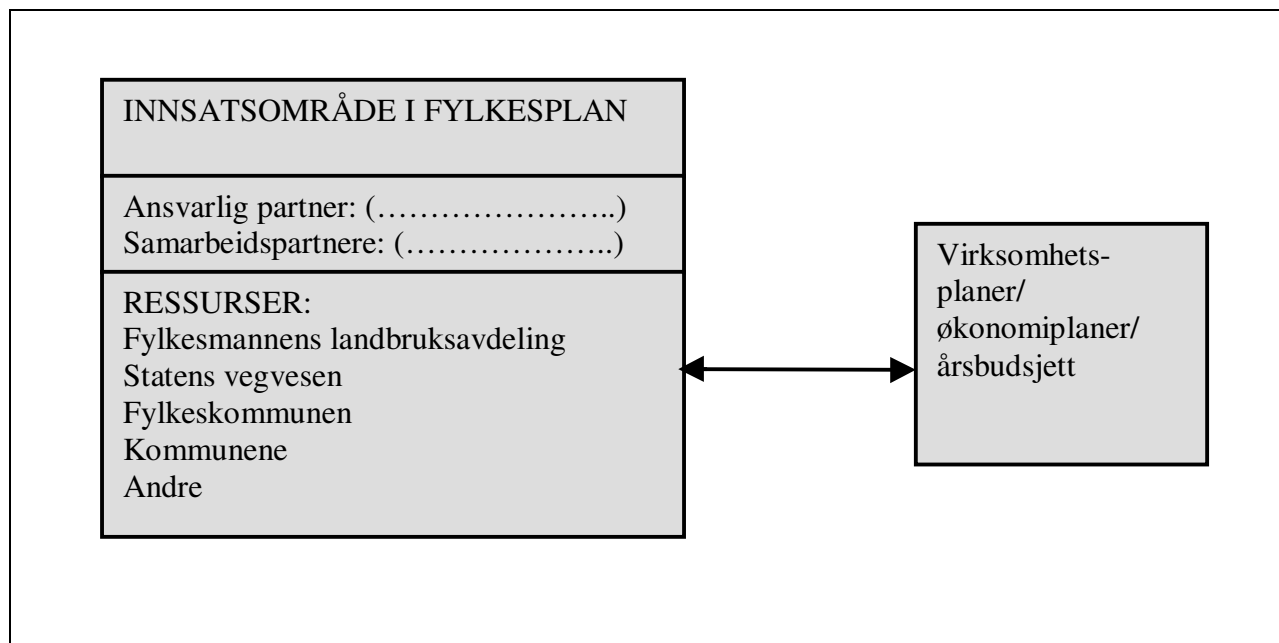 INNSATSOMRÅDE I FYLKESPLAN
Ansvarlig partner: (…………………..)
Samarbeidspartnere: (………………..)
RESSURSER:
Fylkesmannens landbruksavdeling
Statens vegvesen
Fylkeskommunen
Kommunene
Andre
Virksomhets-
planer/
økonomiplaner/
årsbudsjett